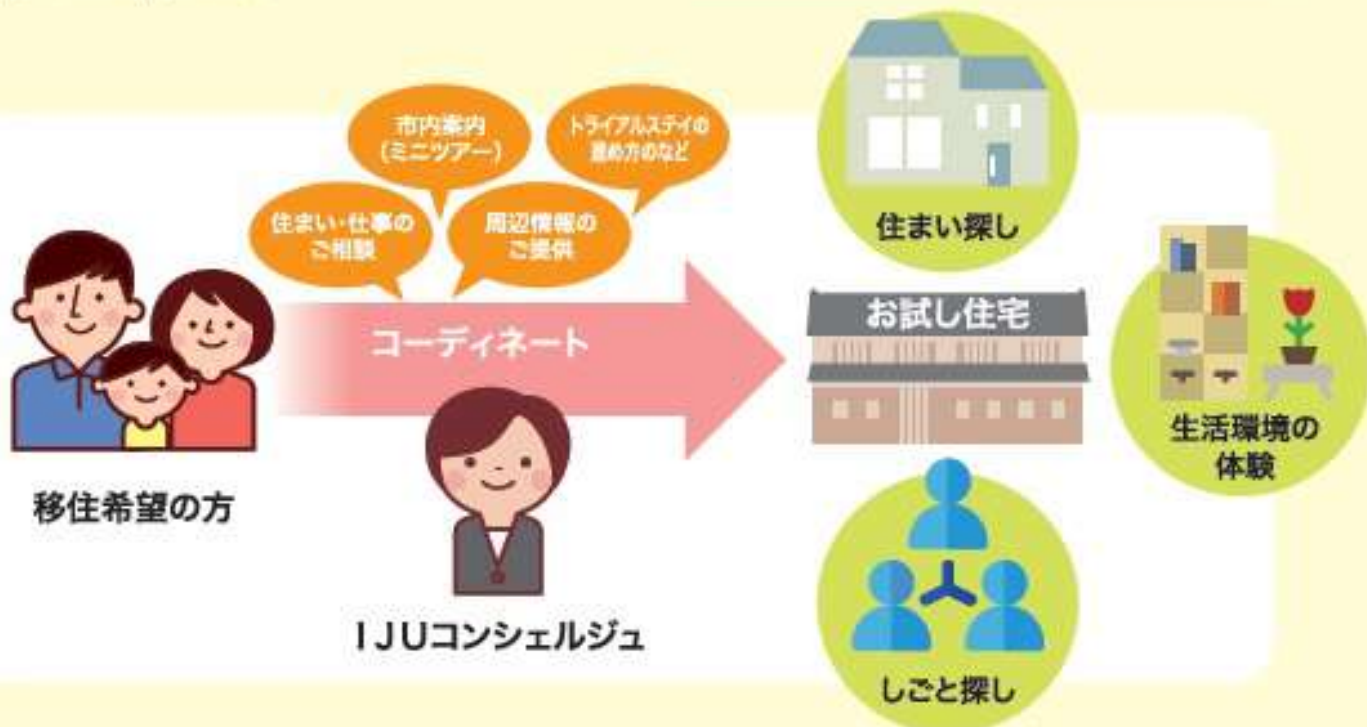 市内案内
(ミニツアー)
トライアルステイの
進め方のなど
住まい・仕事の
ご相談
周辺情報の
ご提供
コーディネート
移住希望の方
IJUコンシェルジュ
住まい探し
お試し住宅
生活環境の
体験
しごと探し